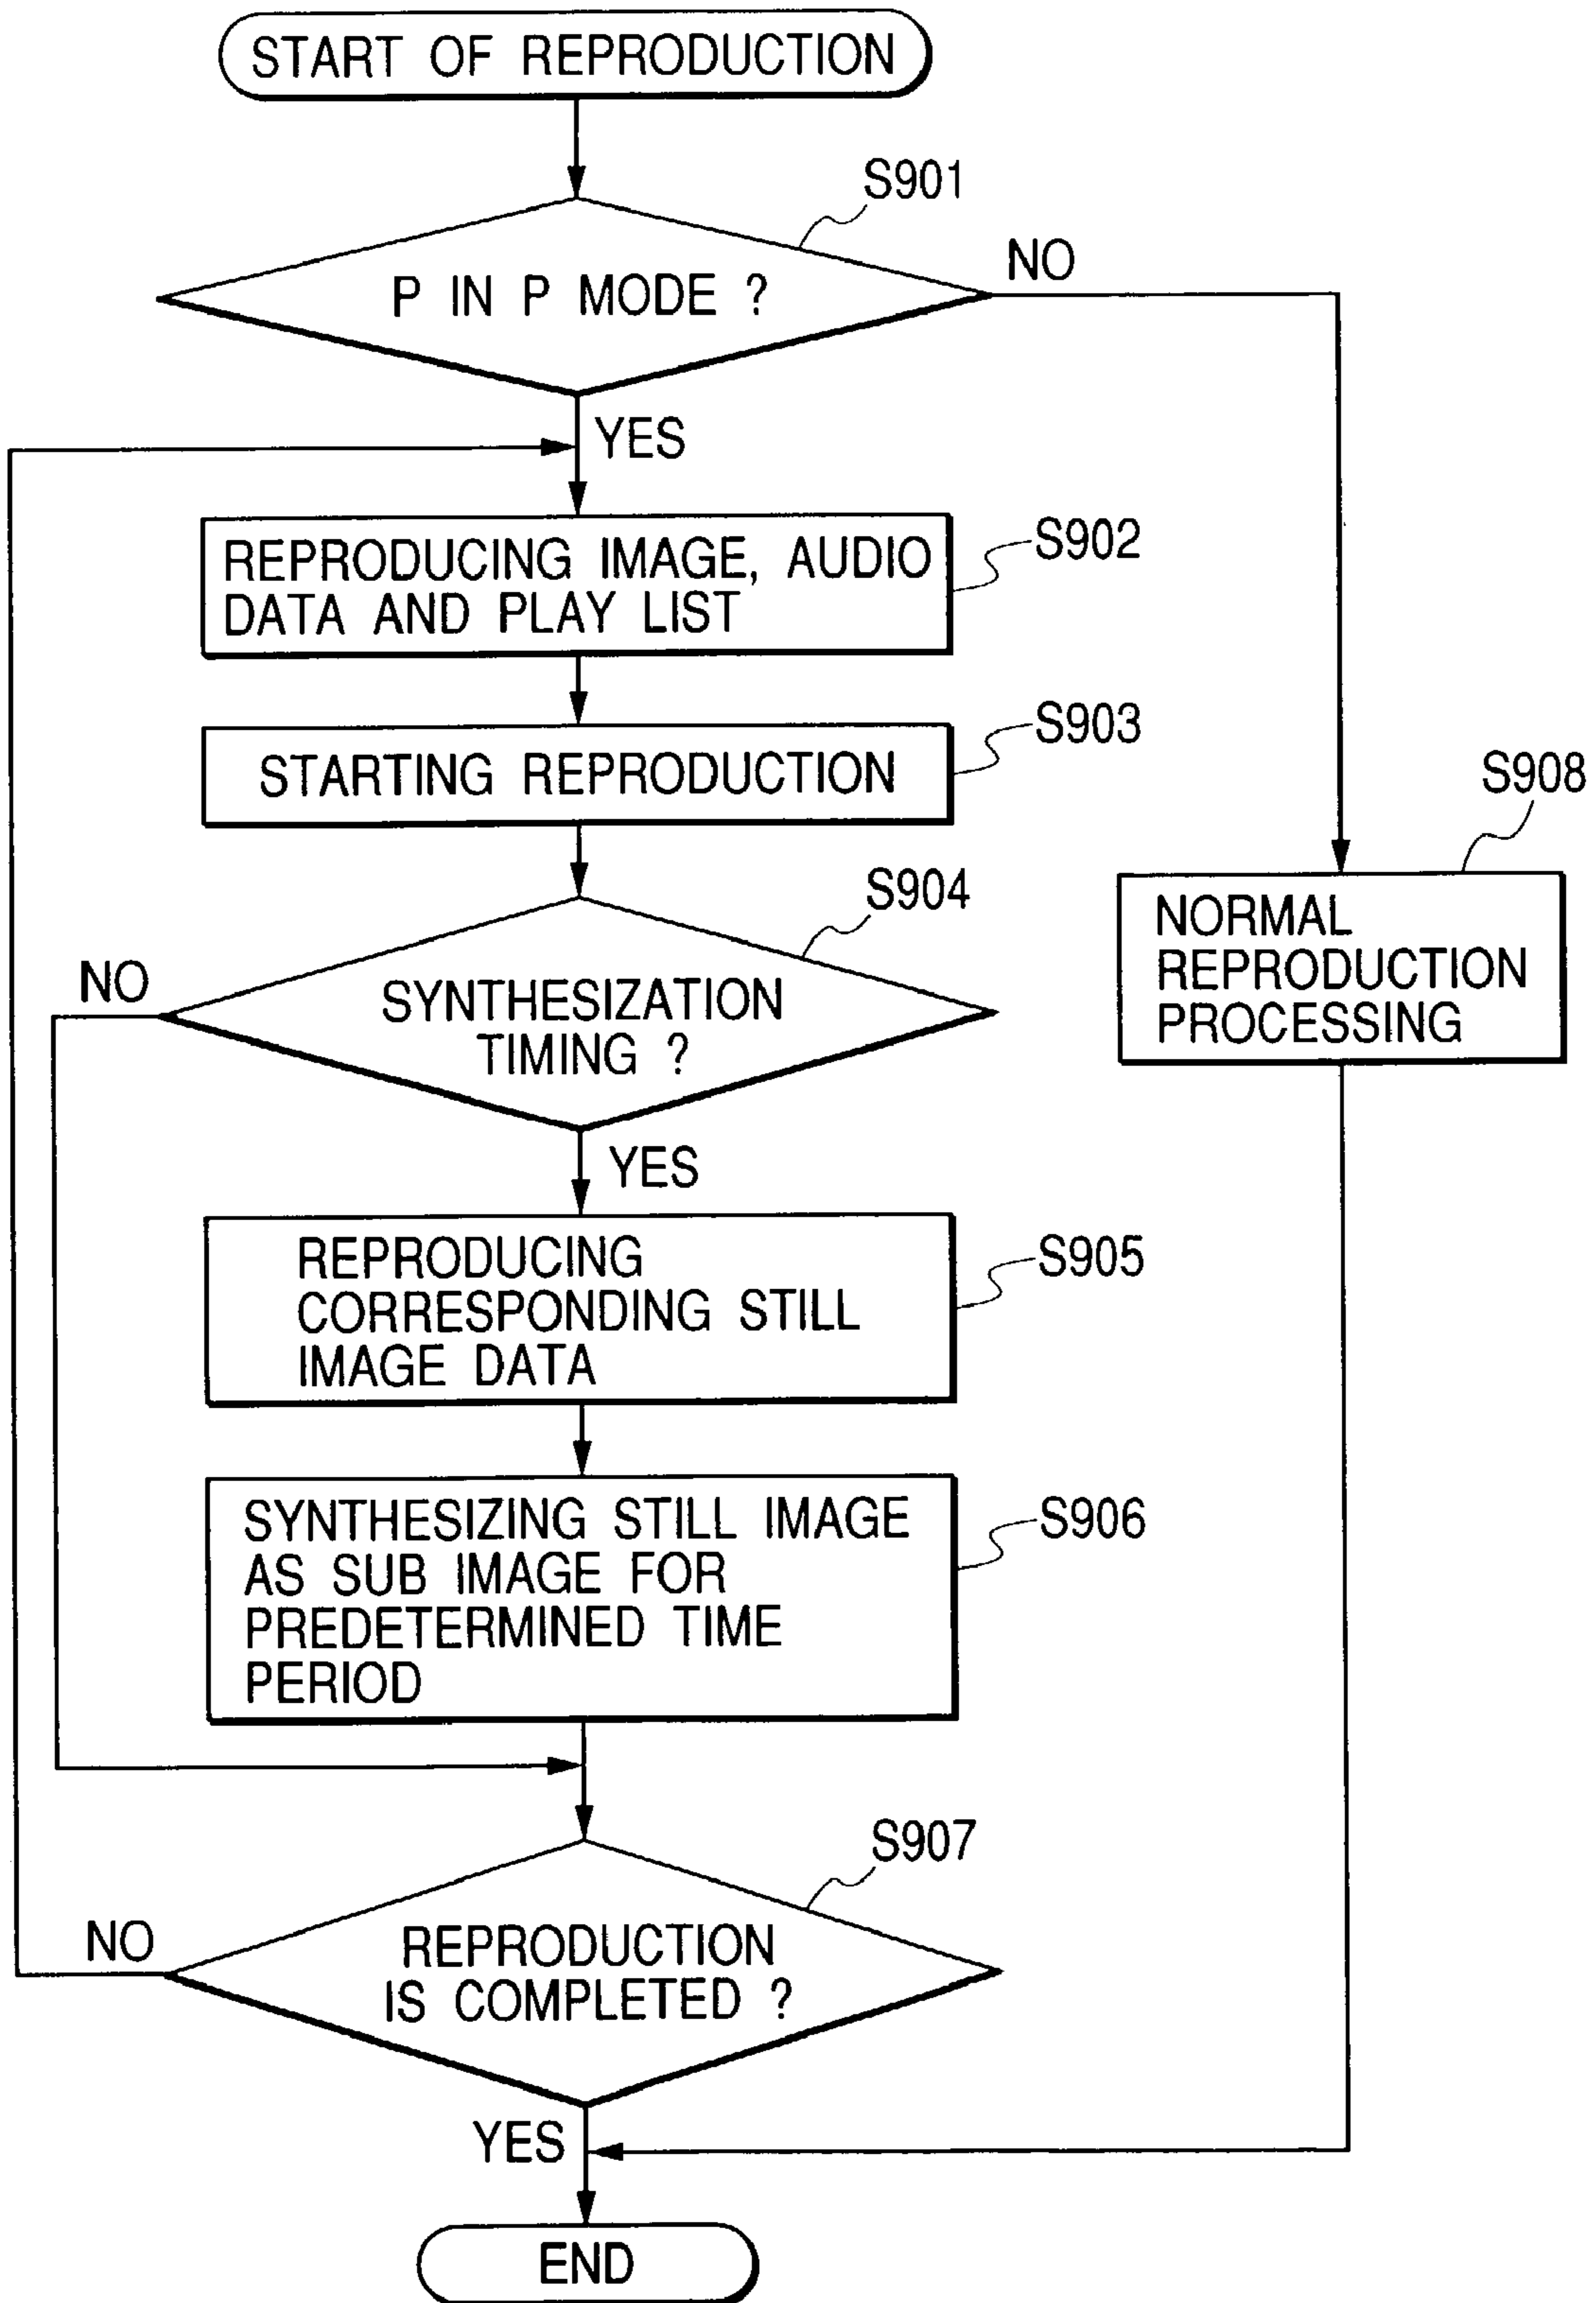 START OF REPRODUCTION
S901
P IN P MODE ?
NO
YES
REPRODUCING IMAGE, AUDIO
DATA AND PLAY LIST
S902
STARTING REPRODUCTION
S903
S904
NO
SYNTHESIZATION
TIMING ?
YES
S908
NORMAL
REPRODUCTION
PROCESSING
REPRODUCING
CORRESPONDING STILL
IMAGE DATA
S905
SYNTHESIZING STILL IMAGE
AS SUB IMAGE FOR
PREDETERMINED TIME
PERIOD
S906
S907
NO
REPRODUCTION
IS COMPLETED ?
YES
END